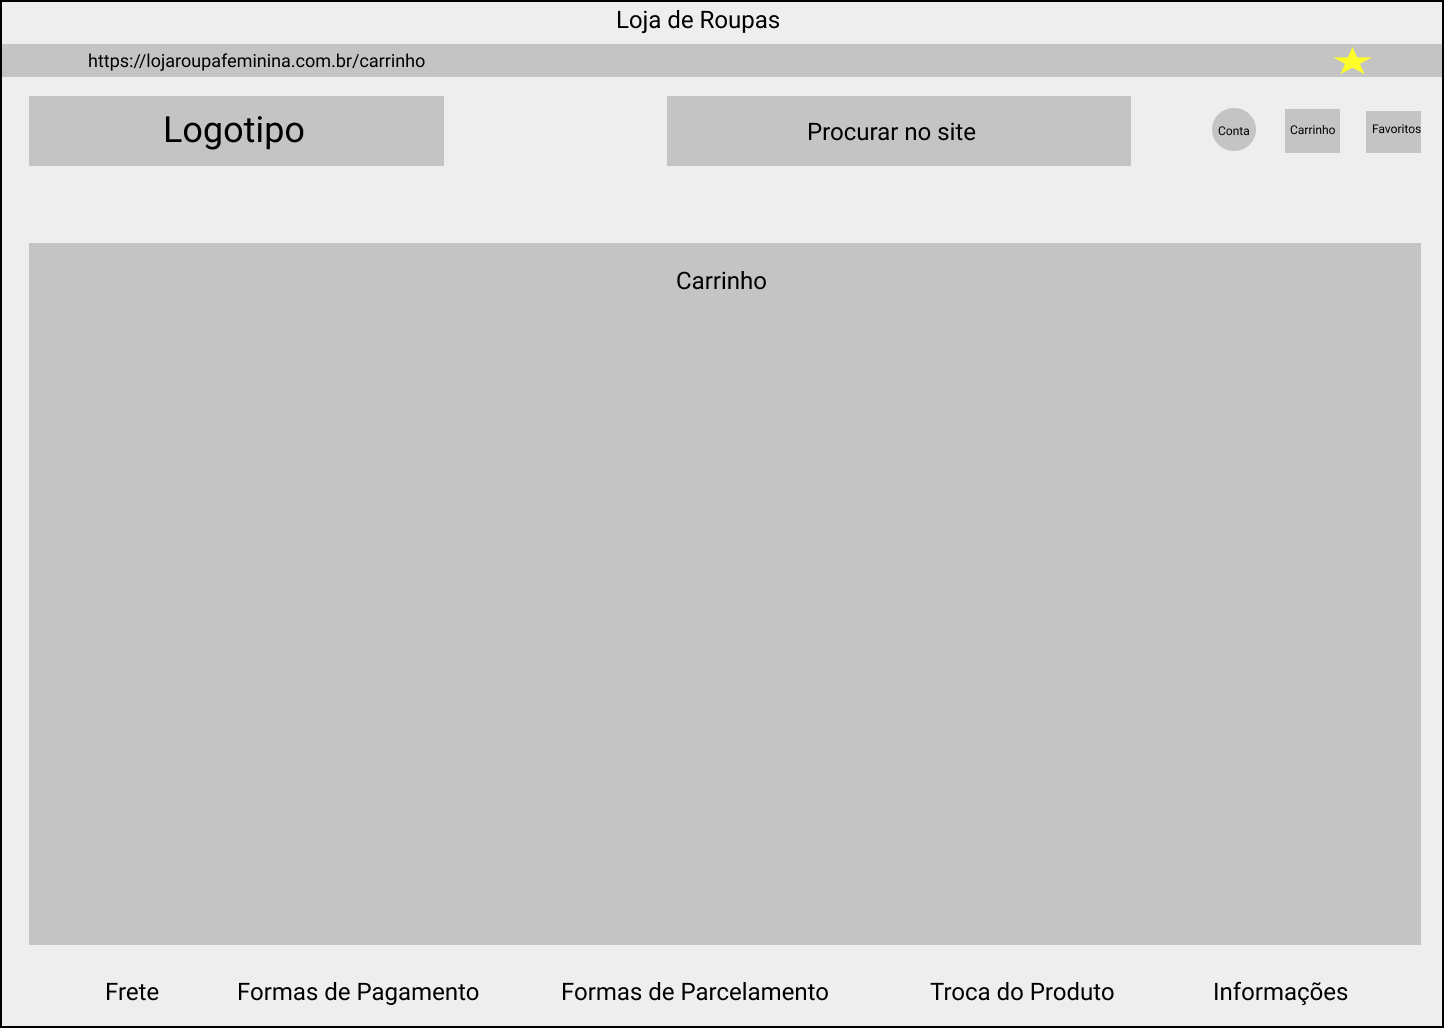 Loja de Roupas
https://lojaroupafeminina.com.br/carrinho
Logotipo
Procurar no site
Conta
Carrinho
Favoritos
Carrinho
Frete
Formas de Pagamento
Formas de Parcelamento
Troca do Produto
Informações